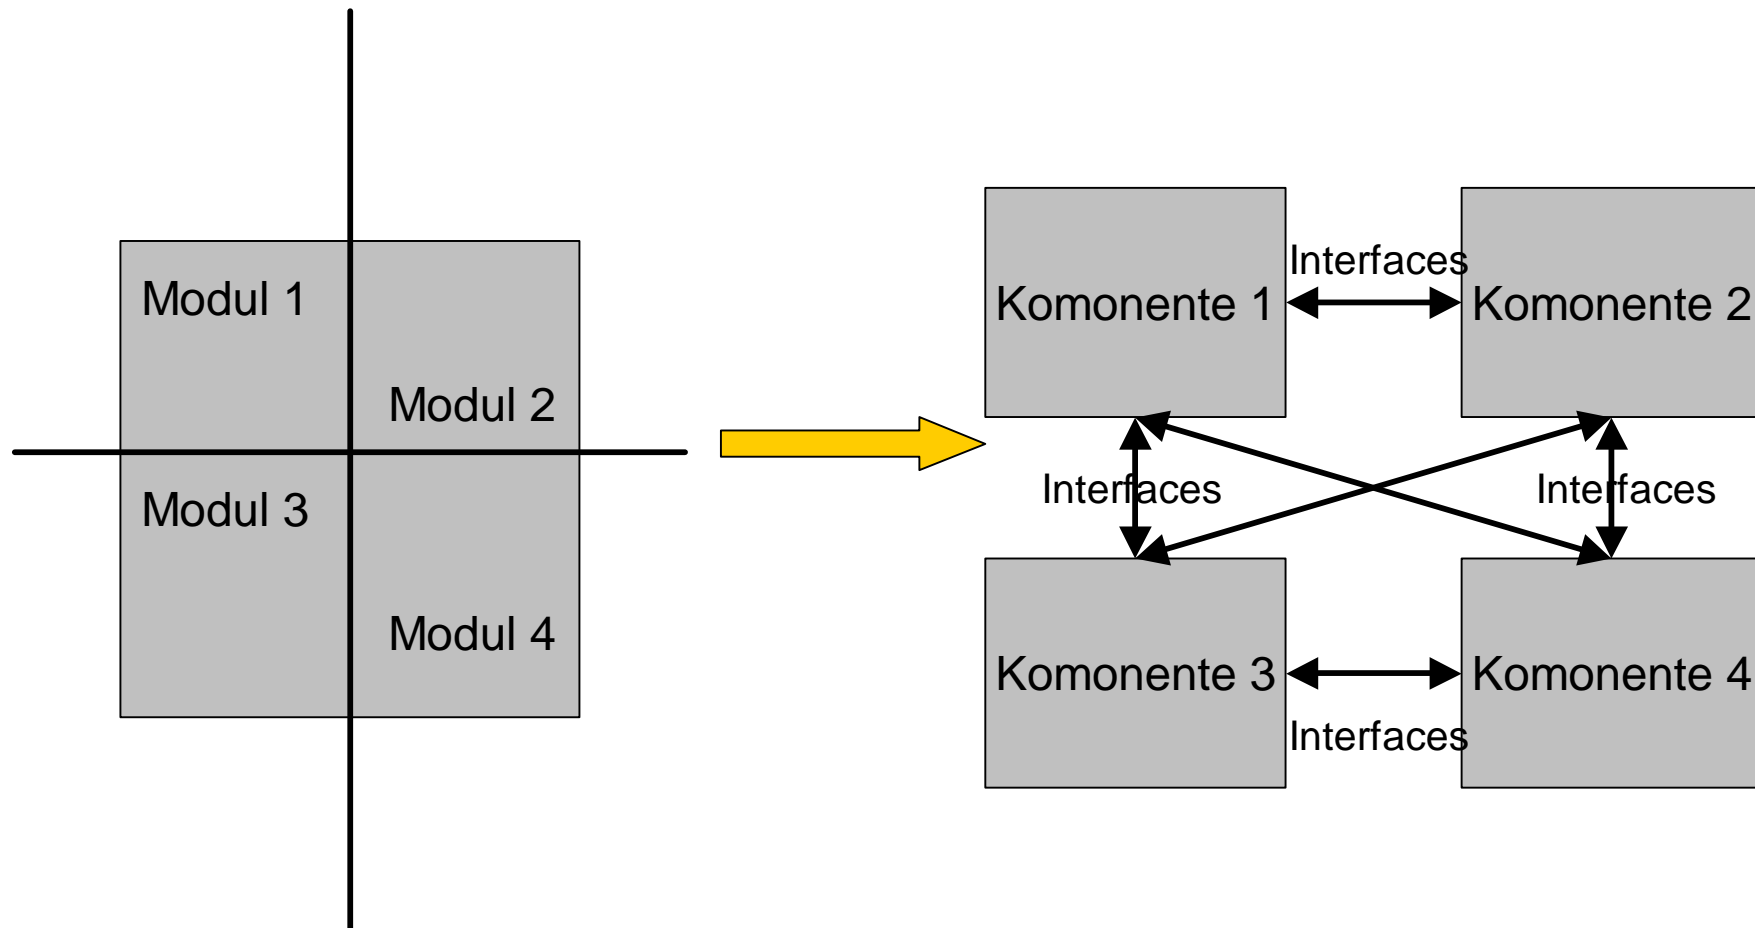 Modul 1
Modul 2
Modul 3
Modul 4
Komonente 1
Interfaces
Komonente 2
Interfaces
Interfaces
Komonente 3
Interfaces
Komonente 4